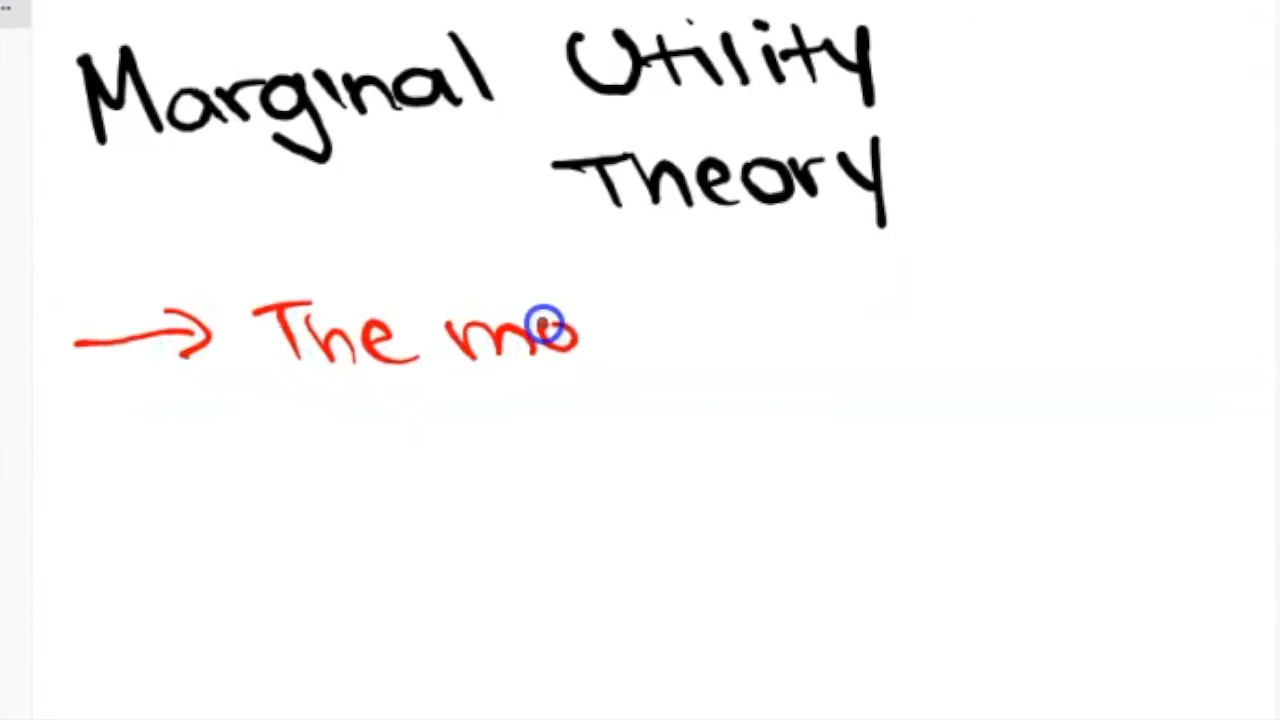 Marginal Utility
Theory
→ The mo